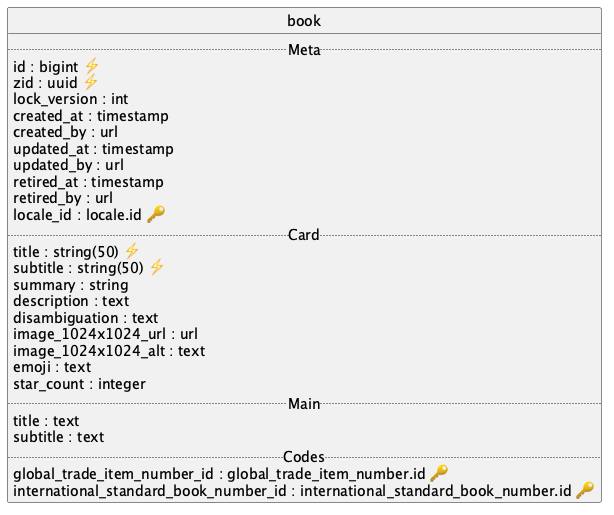 book
Meta
id : bigint ⚡
zid : uuid ⚡
lock_version : int
created_at : timestamp
created_by : url
updated_at : timestamp
updated_by : url
retired_at : timestamp
retired_by : url
locale_id : locale.id 🔑
Card
title : string(50) ⚡
subtitle : string(50) ⚡
summary : string
description : text
disambiguation : text
image_1024x1024_url : url
image_1024x1024_alt : text
emoji : text
star_count : integer
Main
title : text
subtitle : text
Codes
global_trade_item_number_id : global_trade_item_number.id 🔑
international_standard_book_number_id : international_standard_book_number.id 🔑